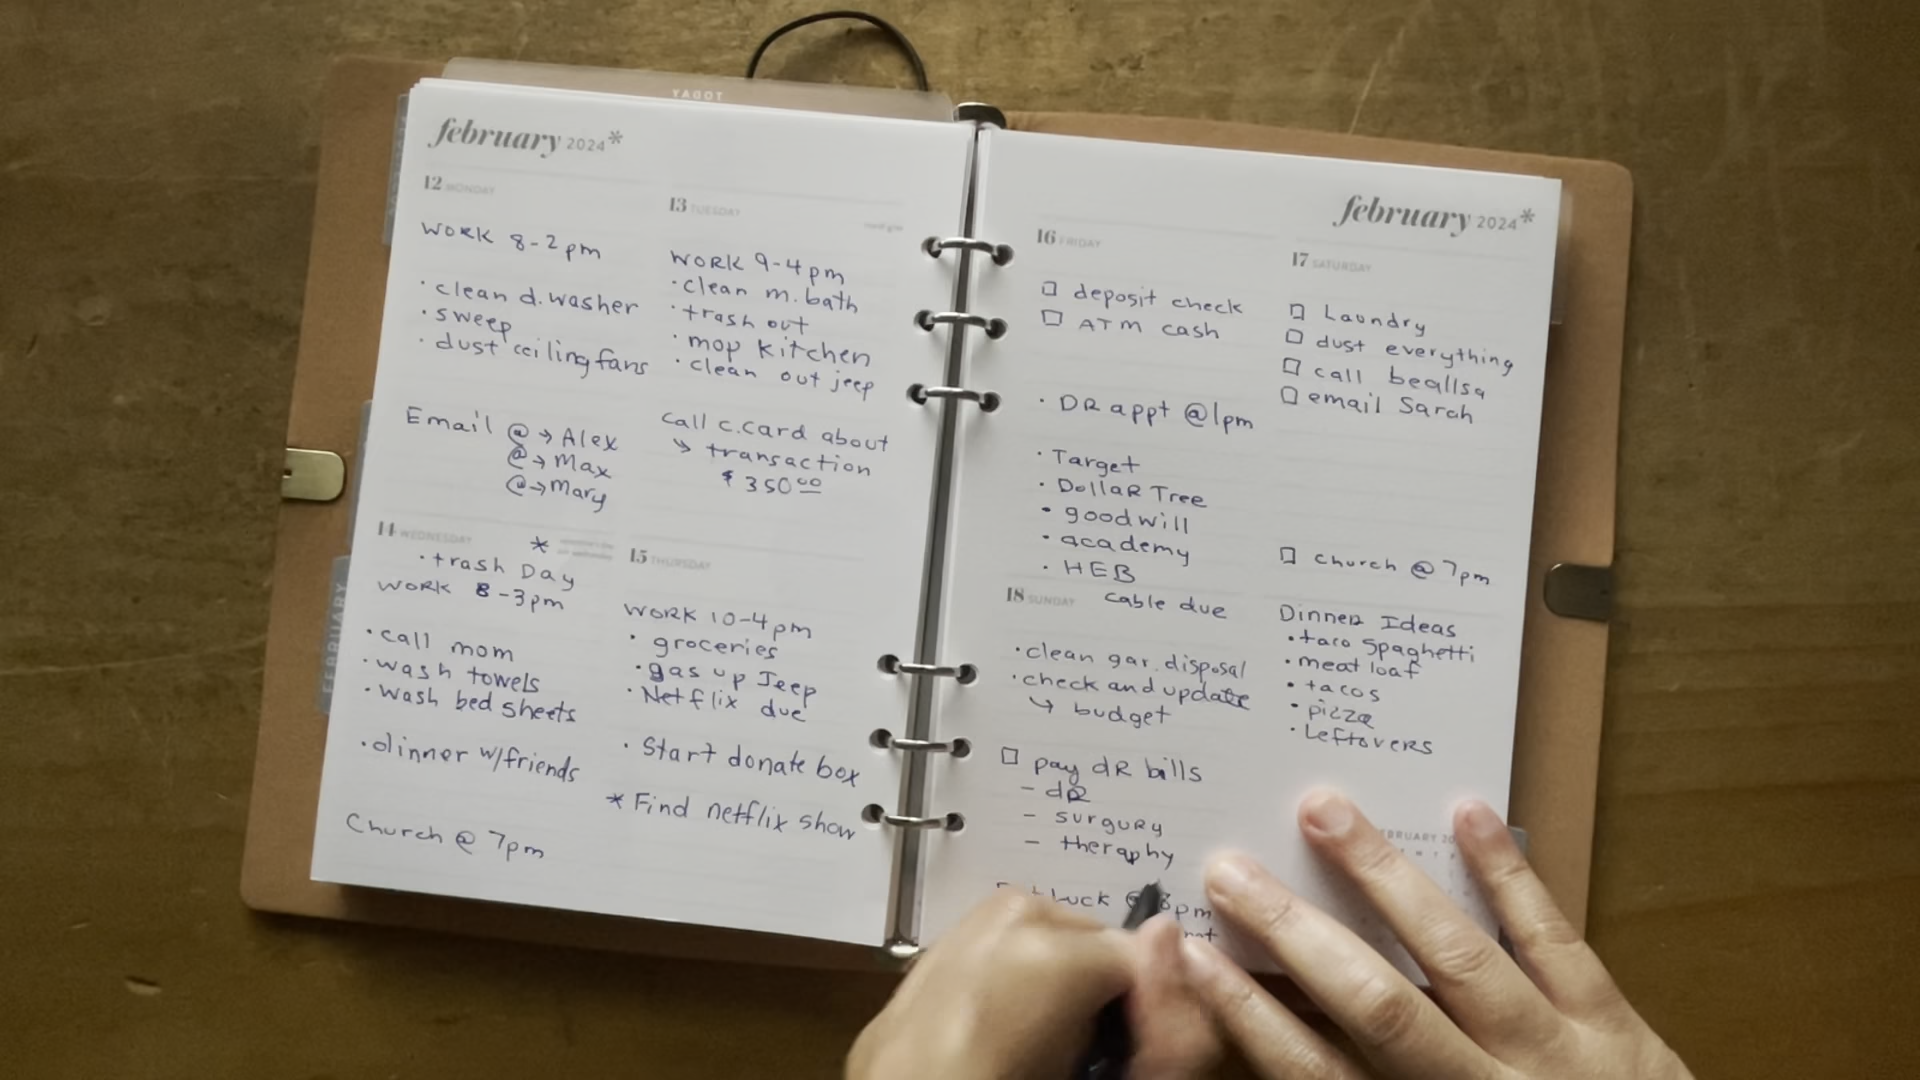 TODAY
february 2024*
12 MONDAY
WORK 8-2pm
• clean d.washer
• sweep
• dust ceiling fans
Email @→Alex
@→Max
@→Mary
13 TUESDAY
WORK 9-4pm
• clean m.bath
• trash out
• mop kitchen
• clean out jeep
call c.card about
↳ transaction
$350.00
14 WEDNESDAY *
• trash Day
WORK 8-3pm
• call mom
• wash towels
• wash bed sheets
• dinner w/friends
Church @ 7pm
15 THURSDAY
WORK 10-4pm
• groceries
• gas up Jeep
• Netflix due
• Start donate box
* Find netflix show
FEBRUARY
february 2024*
16 FRIDAY
☐ deposit check
☐ ATM cash
• DR appt @1pm
• Target
• Dollar Tree
• goodwill
• academy
• HEB
17 SATURDAY
☐ Laundry
☐ dust everything
☐ call beallsa
☐ email Sarah
☐ church @ 7pm
18 SUNDAY
cable due
• clean gar. disposal
• check and update
↳ budget
☐ pay dR bills
- dR
- surgury
- theraphy
luck @ 8pm
Dinner Ideas
• taco spaghetti
• meat loaf
• tacos
• pizza
• Leftovers